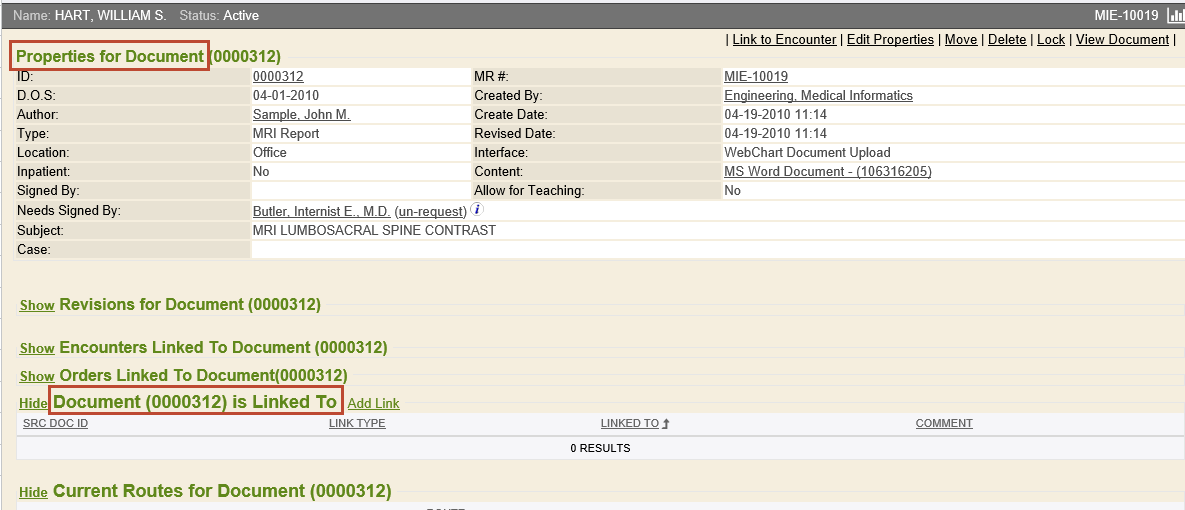 Name: HART, WILLIAM S. Status: Active MIE-10019
| Link to Encounter | Edit Properties | Move | Delete | Lock | View Document |
Properties for Document (0000312)
ID: 0000312 MR #: MIE-10019
D.O.S: 04-01-2010 Created By: Engineering, Medical Informatics
Author: Sample, John M. Create Date: 04-19-2010 11:14
Type: MRI Report Revised Date: 04-19-2010 11:14
Location: Office Interface: WebChart Document Upload
Inpatient: No Content: MS Word Document - (106316205)
Signed By: Allow for Teaching: No
Needs Signed By: Butler, Internist E., M.D. (un-request) i
Subject: MRI LUMBOSACRAL SPINE CONTRAST
Case:
Show Revisions for Document (0000312)
Show Encounters Linked To Document (0000312)
Show Orders Linked To Document(0000312)
Hide Document (0000312) is Linked To Add Link
SRC DOC ID LINK TYPE LINKED TO COMMENT
0 RESULTS
Hide Current Routes for Document (0000312)